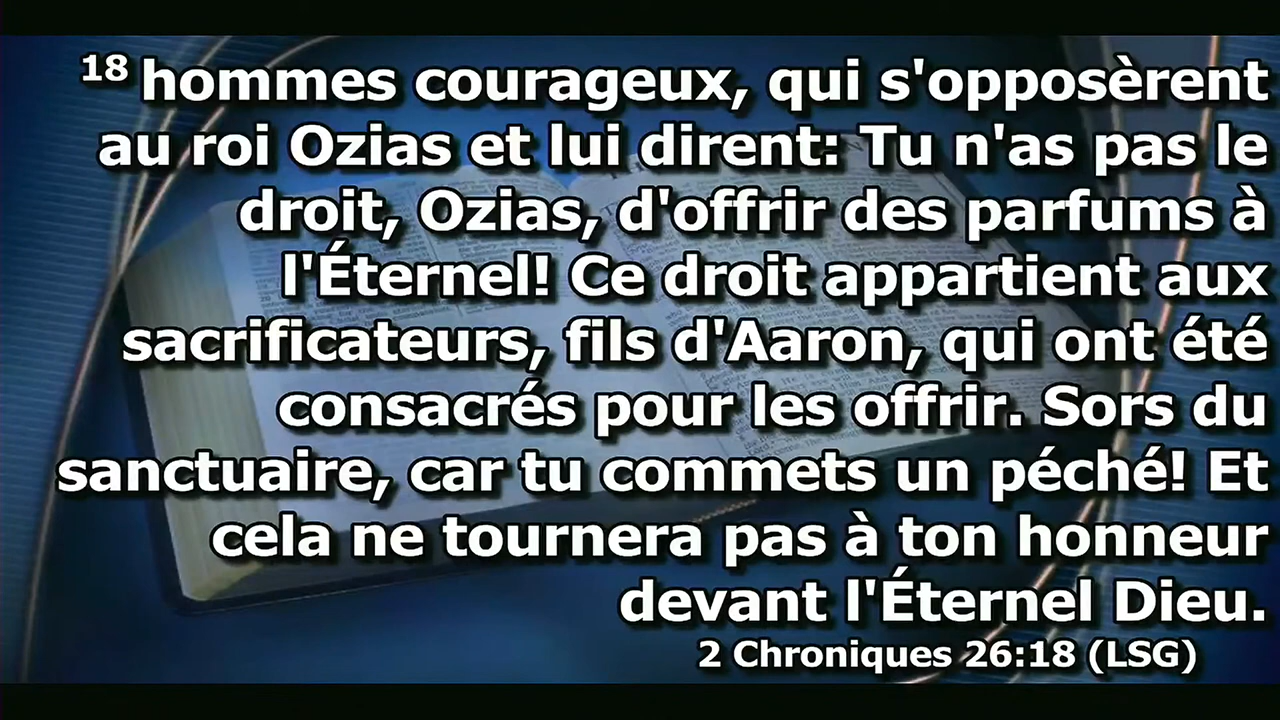 18 hommes courageux, qui s'opposèrent
au roi Ozias et lui dirent: Tu n'as pas le
droit, Ozias, d'offrir des parfums à
l'Éternel! Ce droit appartient aux
sacrificateurs, fils d'Aaron, qui ont été
consacrés pour les offrir. Sors du
sanctuaire, car tu commets un péché! Et
cela ne tournera pas à ton honneur
devant l'Éternel Dieu.
2 Chroniques 26:18 (LSG)